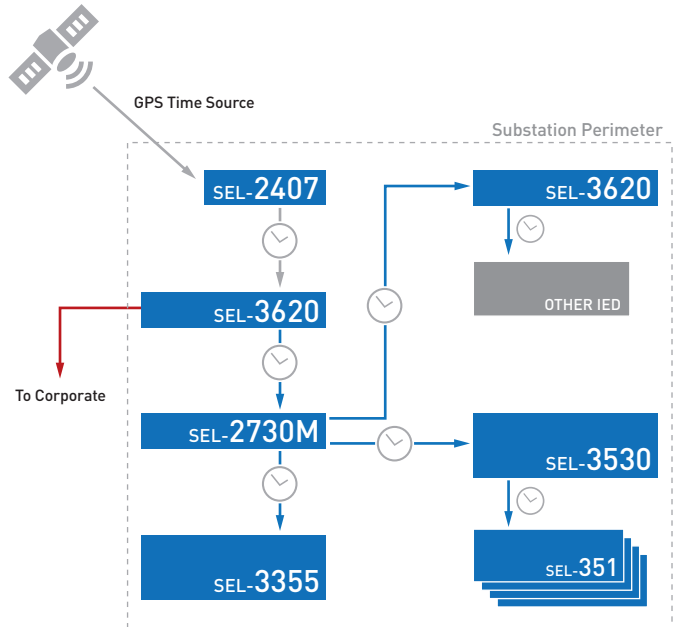 GPS Time Source
Substation Perimeter
SEL-2407
SEL-3620
SEL-3620
OTHER IED
To Corporate
SEL-2730M
SEL-3530
SEL-3355
SEL-351